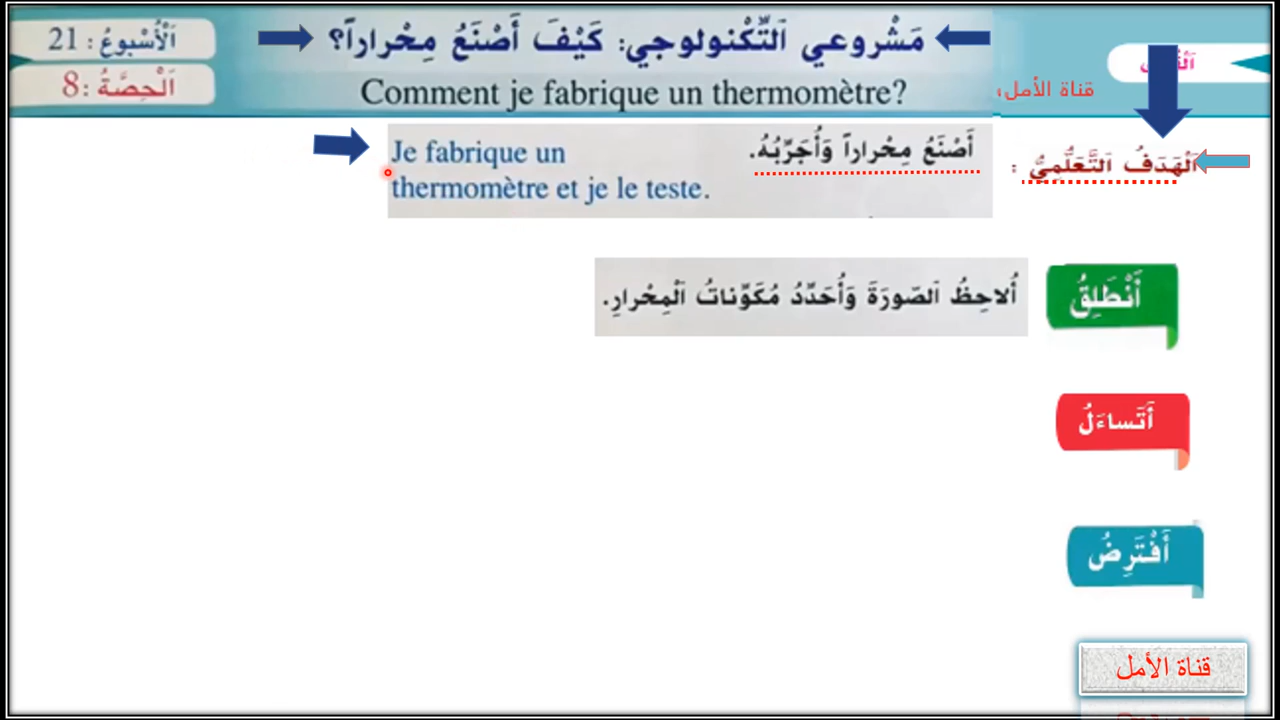 مَشْروعي اَلتِّكْنولوجي: كَيْفَ أَصْنَعُ مِحْراراً؟
Comment je fabrique un thermomètre?
اَلْأُسْبوعُ : 21
اَلْحِصَّةُ : 8
قناة الأمل
اَلْهَدَفُ اَلتَّعَلُّمِيُّ :
أَصْنَعُ مِحْراراً وَأُجَرِّبُهُ.
Je fabrique un
thermomètre et je le teste.
أَنْطَلِقُ
أُلاحِظُ اَلصّورَةَ وَأُحَدِّدُ مُكَوِّناتُ اَلْمِحْرارِ.
أَتَساءَلُ
أَفْتَرِضُ
قناة الأمل